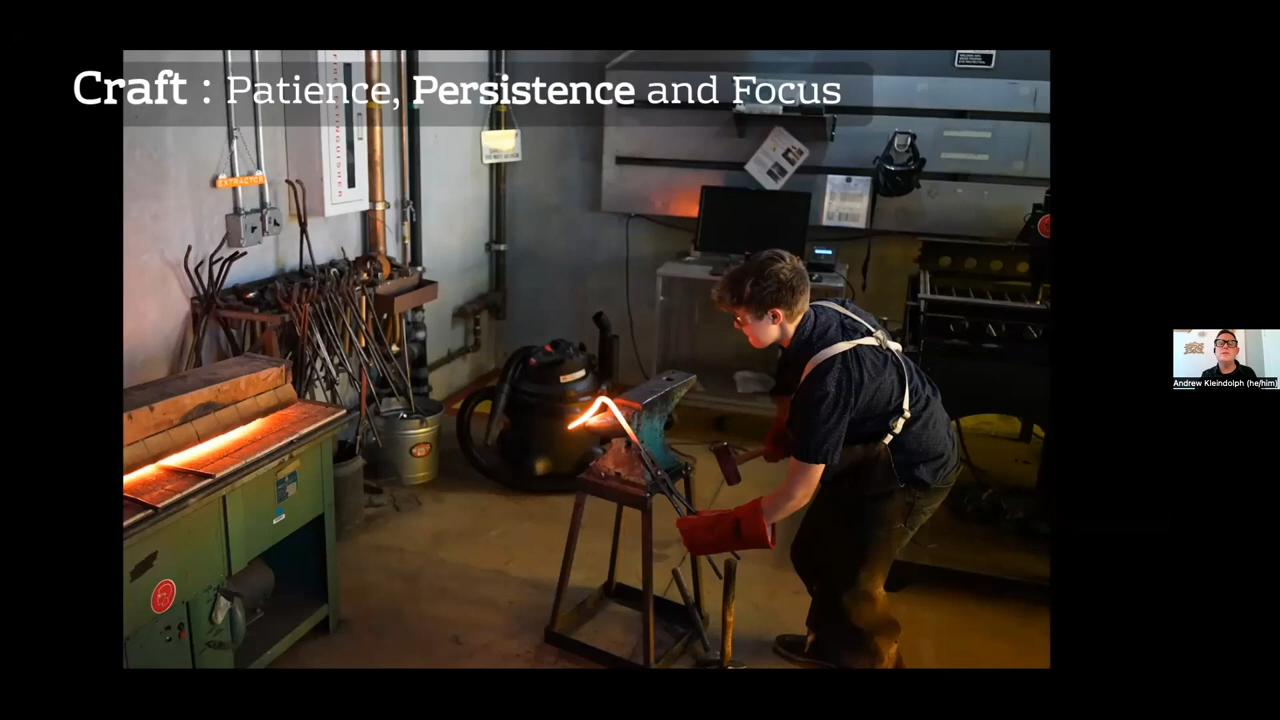 Craft : Patience, Persistence and Focus
EXTRACTOR
Andrew Kleindolph (he/him)